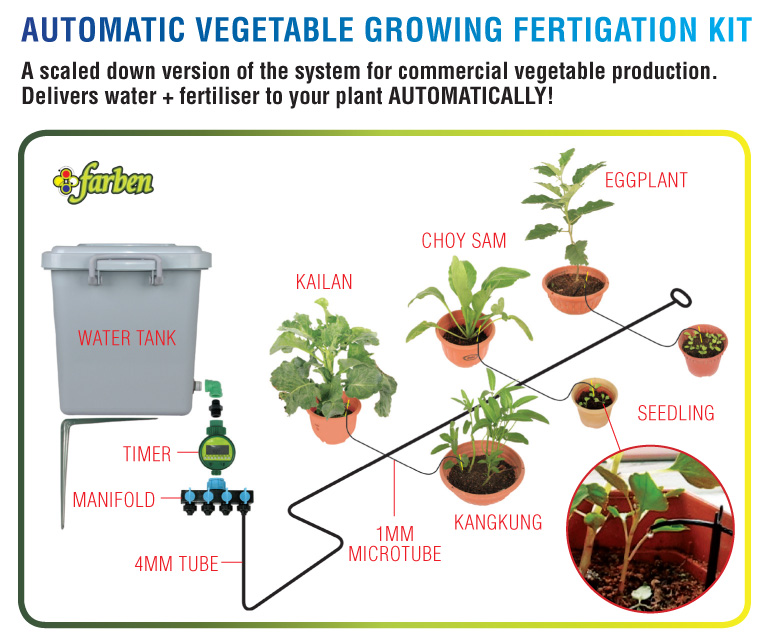 AUTOMATIC VEGETABLE GROWING FERTIGATION KIT
A scaled down version of the system for commercial vegetable production.
Delivers water + fertiliser to your plant AUTOMATICALLY!
farben
EGGPLANT
CHOY SAM
KAILAN
WATER TANK
SEEDLING
TIMER
MANIFOLD
KANGKUNG
1MM
MICROTUBE
4MM TUBE